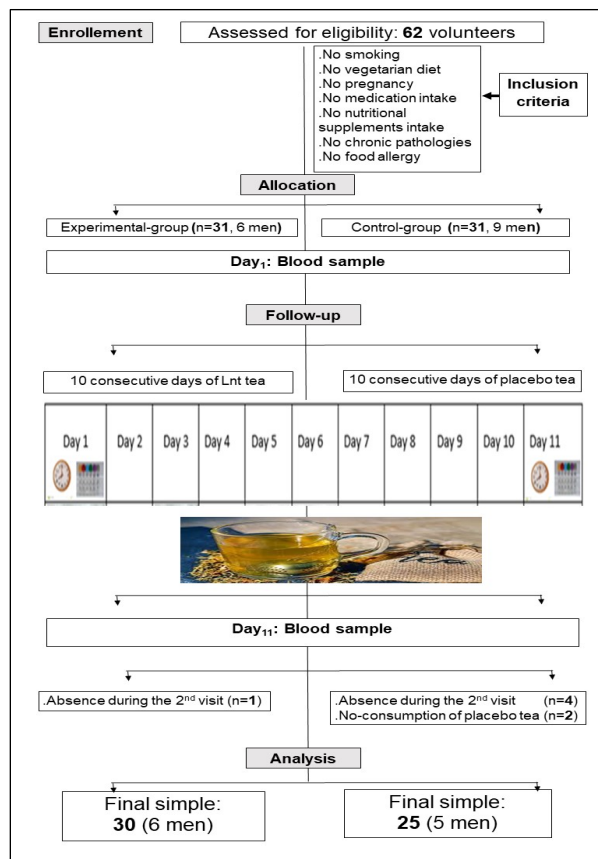 Enrollement
Assessed for eligibility: 62 volunteers
.No smoking
.No vegetarian diet
.No pregnancy
.No medication intake
.No nutritional
supplements intake
.No chronic pathologies
.No food allergy
Inclusion
criteria
Allocation
Experimental-group (n=31, 6 men)
Control-group (n=31, 9 men)
Day1: Blood sample
Follow-up
10 consecutive days of Lnt tea
10 consecutive days of placebo tea
Day 1
Day 2
Day 3
Day 4
Day 5
Day 6
Day 7
Day 8
Day 9
Day 10
Day 11
Day11: Blood sample
.Absence during the 2nd visit (n=1)
.Absence during the 2nd visit (n=4)
.No-consumption of placebo tea (n=2)
Analysis
Final simple:
30 (6 men)
Final simple:
25 (5 men)